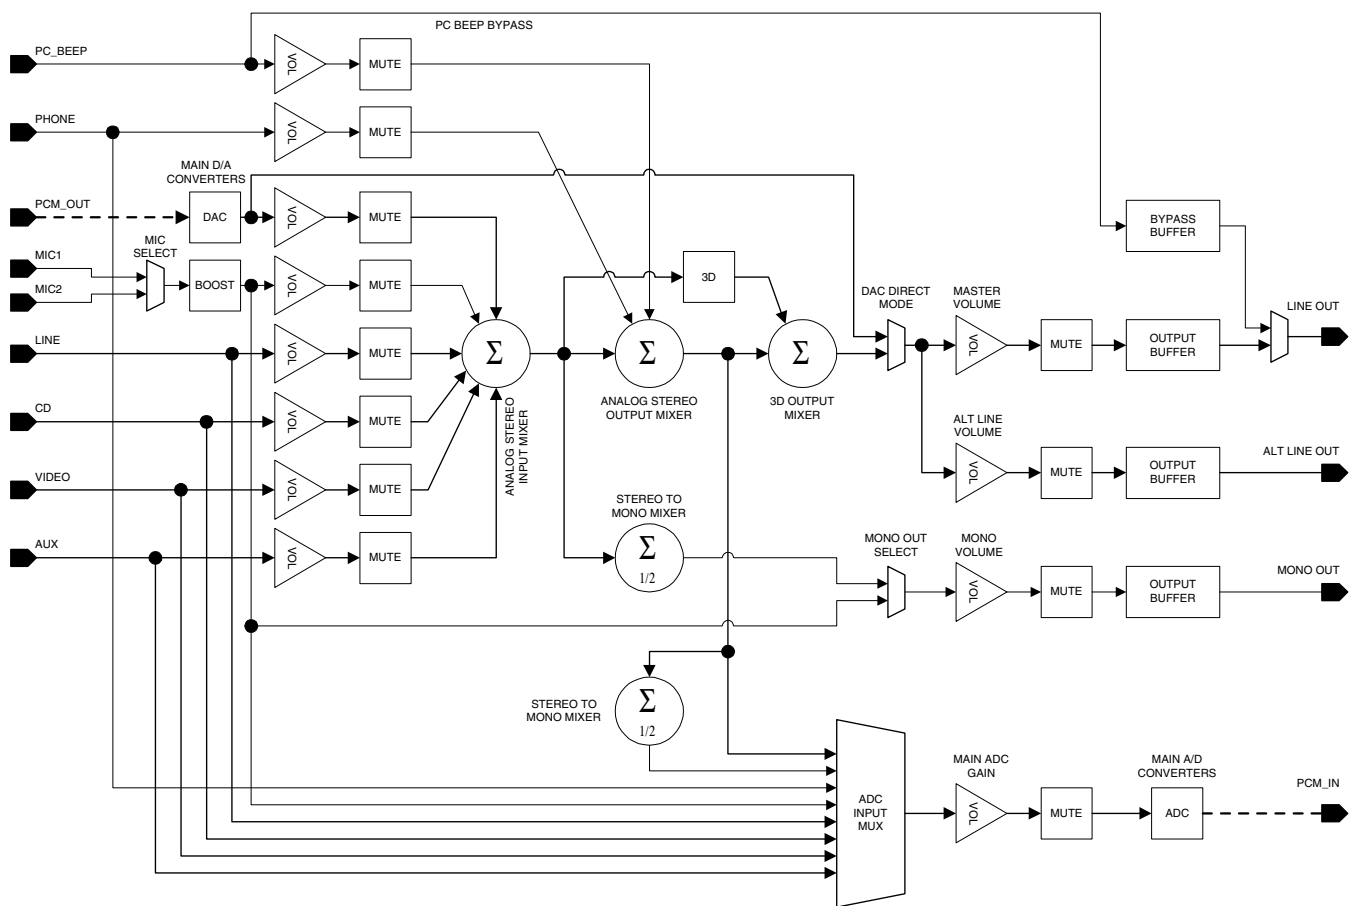 PC BEEP BYPASS
PC_BEEP
VOL
MUTE
PHONE
VOL
MUTE
MAIN D/A
CONVERTERS
PCM_OUT
DAC
VOL
MUTE
MIC
SELECT
MIC1
MIC2
BOOST
VOL
MUTE
BYPASS
BUFFER
3D
DAC DIRECT
MODE
MASTER
VOLUME
LINE OUT
LINE
VOL
MUTE
Σ
ANALOG STEREO
INPUT MIXER
Σ
ANALOG STEREO
OUTPUT MIXER
Σ
3D OUTPUT
MIXER
VOL
MUTE
OUTPUT
BUFFER
CD
VOL
MUTE
ALT LINE
VOLUME
VOL
MUTE
OUTPUT
BUFFER
ALT LINE OUT
VIDEO
VOL
MUTE
STEREO TO
MONO MIXER
Σ
1/2
AUX
VOL
MUTE
MONO OUT
SELECT
MONO
VOLUME
VOL
MUTE
OUTPUT
BUFFER
MONO OUT
STEREO TO
MONO MIXER
Σ
1/2
ADC
INPUT
MUX
MAIN ADC
GAIN
VOL
MUTE
MAIN A/D
CONVERTERS
ADC
PCM_IN